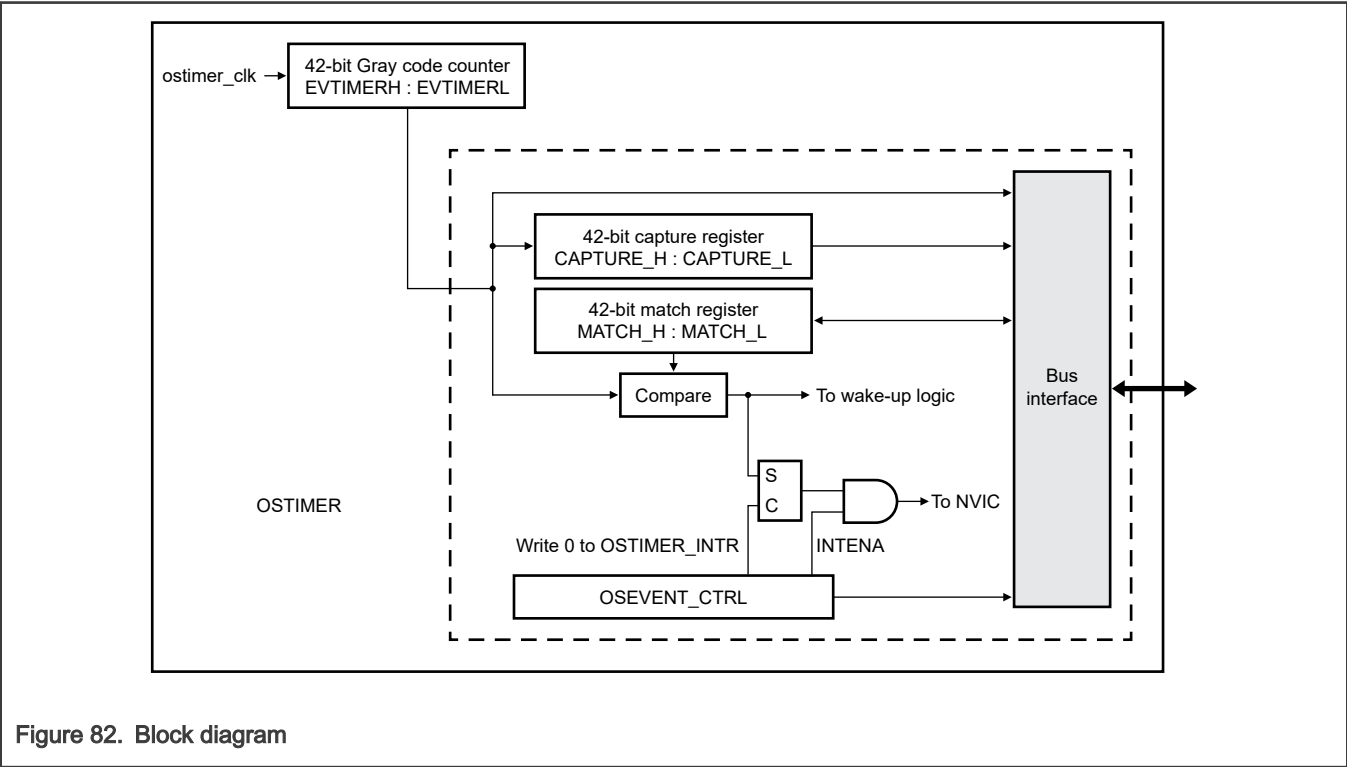 ostimer_clk
42-bit Gray code counter
EVTIMERH : EVTIMERL
42-bit capture register
CAPTURE_H : CAPTURE_L
42-bit match register
MATCH_H : MATCH_L
Compare
To wake-up logic
Bus
interface
S
C
To NVIC
OSTIMER
Write 0 to OSTIMER_INTR
INTENA
OSEVENT_CTRL
Figure 82. Block diagram